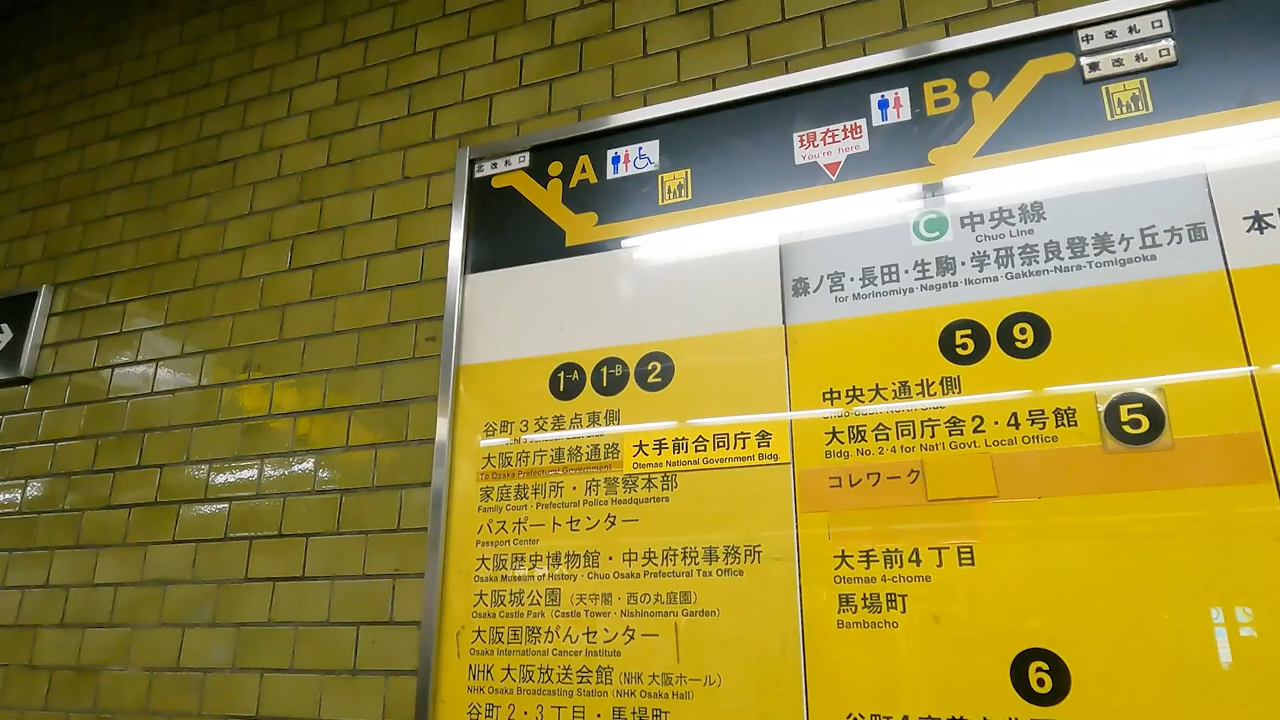 中改札口
東改札口
北改札口
A
B
現在地
You're here
C 中央線
Chuo Line
森ノ宮・長田・生駒・学研奈良登美ヶ丘方面
for Morinomiya・Nagata・Ikoma・Gakken-Nara-Tomigaoka
本
1-A 1-B 2
谷町3交差点東側
大阪府庁連絡通路
To Osaka Prefectural Government
大手前合同庁舎
Otemae National Government Bldg.
家庭裁判所・府警察本部
Family Court・Prefectural Police Headquarters
パスポートセンター
Passport Center
大阪歴史博物館・中央府税事務所
Osaka Museum of History・Chuo Osaka Prefectural Tax Office
大阪城公園(天守閣・西の丸庭園)
Osaka Castle Park (Castle Tower・Nishinomaru Garden)
大阪国際がんセンター
Osaka International Cancer Institute
NHK 大阪放送会館(NHK 大阪ホール)
NHK Osaka Broadcasting Station (NHK Osaka Hall)
谷町2・3丁目・馬場町
5 9
中央大通北側
Chuo-odori North Side
大阪合同庁舎2・4号館
Bldg. No. 2・4 for Nat'l Govt. Local Office
5
コレワーク
大手前4丁目
Otemae 4-chome
馬場町
Bambacho
6